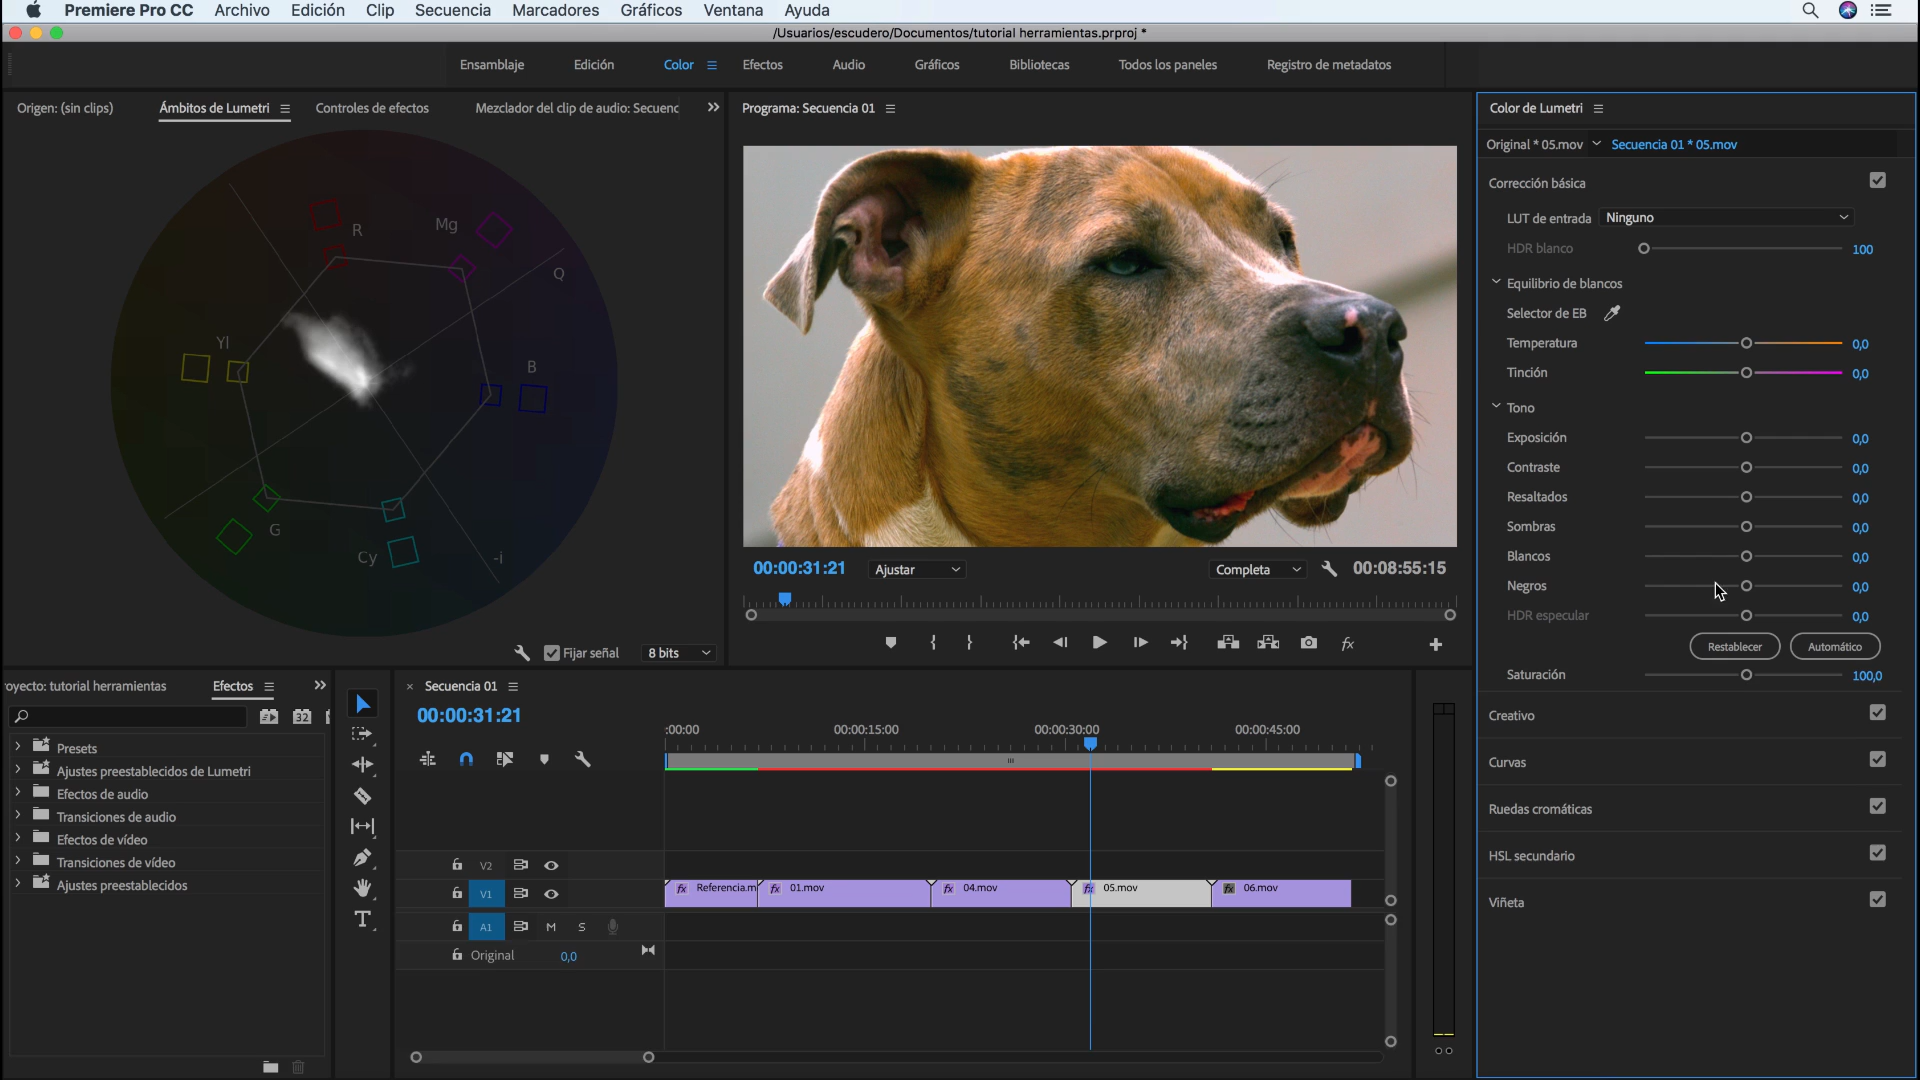 Premiere Pro CC Archivo Edición Clip Secuencia Marcadores Gráficos Ventana Ayuda
/Usuarios/escudero/Documentos/tutorial herramientas.prproj *
Ensamblaje Edición Color Efectos Audio Gráficos Bibliotecas Todos los paneles Registro de metadatos
Origen: (sin clips) Ámbitos de Lumetri Controles de efectos Mezclador del clip de audio: Secuenc
R
Mg
Q
Yl
B
G
Cy
-i
Fijar señal 8 bits
Programa: Secuencia 01
00:00:31:21 Ajustar Completa 00:08:55:15
fx
Color de Lumetri
Original * 05.mov Secuencia 01 * 05.mov
Corrección básica
LUT de entrada Ninguno
HDR blanco 100
Equilibrio de blancos
Selector de EB
Temperatura 0,0
Tinción 0,0
Tono
Exposición 0,0
Contraste 0,0
Resaltados 0,0
Sombras 0,0
Blancos 0,0
Negros 0,0
HDR especular 0,0
Restablecer Automático
Saturación 100,0
Creativo
Curvas
Ruedas cromáticas
HSL secundario
Viñeta
oyecto: tutorial herramientas Efectos
32
Presets
Ajustes preestablecidos de Lumetri
Efectos de audio
Transiciones de audio
Efectos de vídeo
Transiciones de vídeo
Ajustes preestablecidos
T
× Secuencia 01
00:00:31:21
:00:00 00:00:15:00 00:00:30:00 00:00:45:00
V2
V1 fx Referencia.m fx 01.mov fx 04.mov fx 05.mov fx 06.mov
A1 M S
Original 0,0